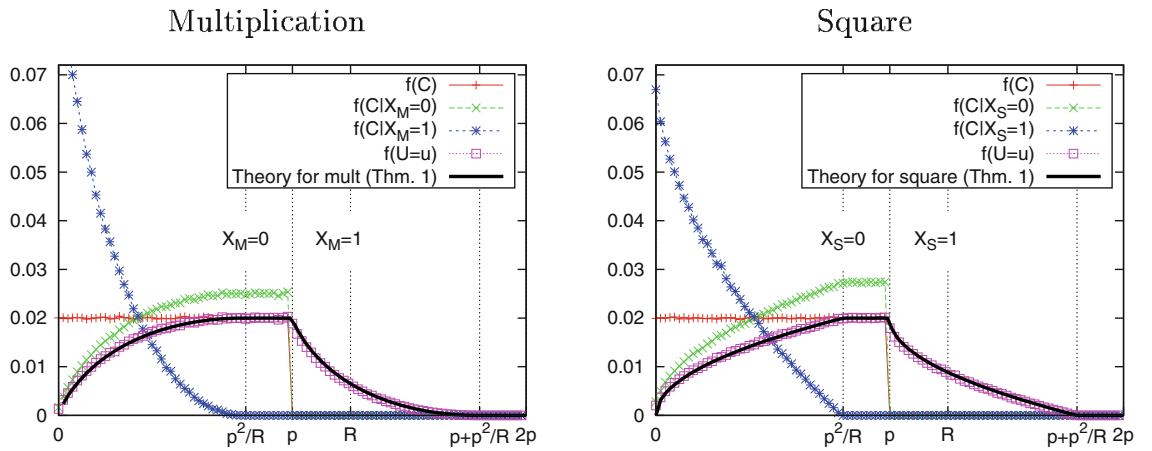 Multiplication
0.07
0.06
0.05
0.04
0.03
0.02
0.01
0
f(C)
f(C|X_M=0)
f(C|X_M=1)
f(U=u)
Theory for mult (Thm. 1)
X_M=0
X_M=1
0
p²/R
p
R
p+p²/R
2p
Square
0.07
0.06
0.05
0.04
0.03
0.02
0.01
0
f(C)
f(C|X_S=0)
f(C|X_S=1)
f(U=u)
Theory for square (Thm. 1)
X_S=0
X_S=1
0
p²/R
p
R
p+p²/R
2p